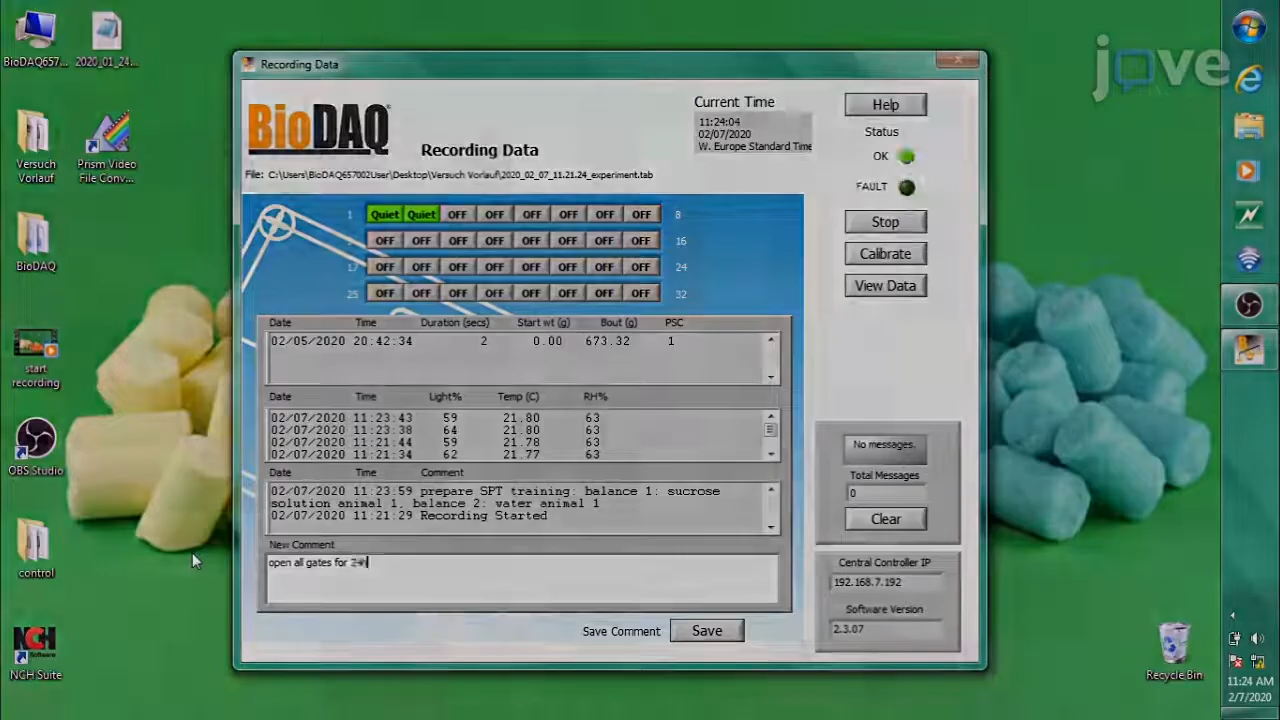 BioDAQ657...
2020_01_24...
Versuch
Vorlauf
Prism Video
File Conv...
BioDAQ
start
recording
OBS Studio
control
NCH
Software
NCH Suite
Recording Data
BioDAQ
Recording Data
Current Time
11:24:04
02/07/2020
W. Europe Standard Time
File: C:\Users\BioDAQ657002User\Desktop\Versuch Vorlauf\2020_02_07_11.21.24_experiment.tab
1 Quiet Quiet OFF OFF OFF OFF OFF OFF 8
OFF OFF OFF OFF OFF OFF OFF OFF 16
17 OFF OFF OFF OFF OFF OFF OFF OFF 24
25 OFF OFF OFF OFF OFF OFF OFF OFF 32
Date Time Duration (secs) Start wt (g) Bout (g) PSC
02/05/2020 20:42:34 2 0.00 673.32 1
Date Time Light% Temp (C) RH%
02/07/2020 11:23:43 59 21.80 63
02/07/2020 11:23:38 64 21.80 63
02/07/2020 11:21:44 59 21.78 63
02/07/2020 11:21:34 62 21.77 63
Date Time Comment
02/07/2020 11:23:59 prepare SPT training: balance 1: sucrose
solution animal 1, balance 2: vater animal 1
02/07/2020 11:21:29 Recording Started
New Comment
open all gates for
Save Comment Save
Help
Status
OK
FAULT
Stop
Calibrate
View Data
No messages.
Total Messages
0
Clear
Central Controller IP
192.168.7.192
Software Version
2.3.07
jove
Recycle Bin
11:24 AM
2/7/2020